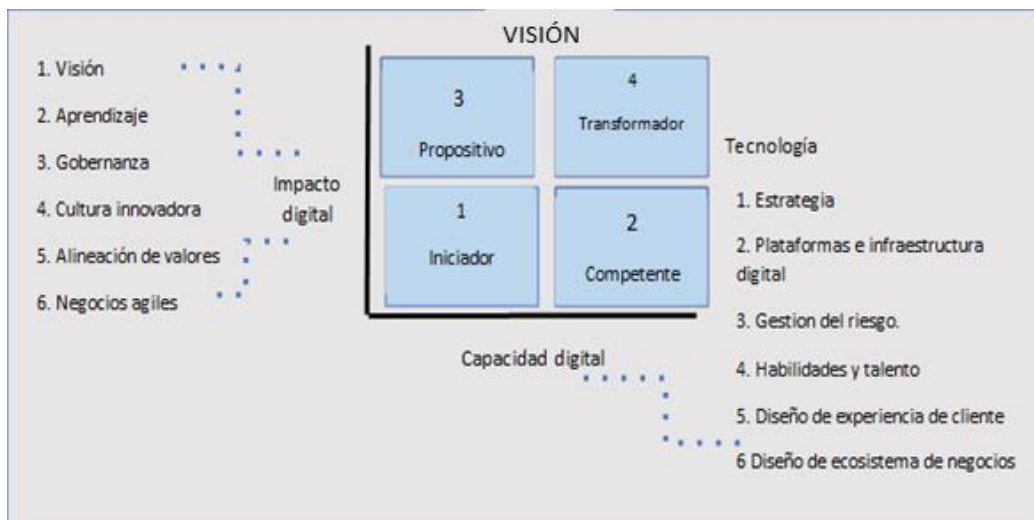 VISIÓN
1. Visión
2. Aprendizaje
3. Gobernanza
4. Cultura innovadora
5. Alineación de valores
6. Negocios agiles
Impacto
digital
3
Propositivo
4
Transformador
1
Iniciador
2
Competente
Capacidad digital
Tecnología
1. Estrategia
2. Plataformas e infraestructura
digital
3. Gestion del riesgo.
4. Habilidades y talento
5. Diseño de experiencia de cliente
6 Diseño de ecosistema de negocios